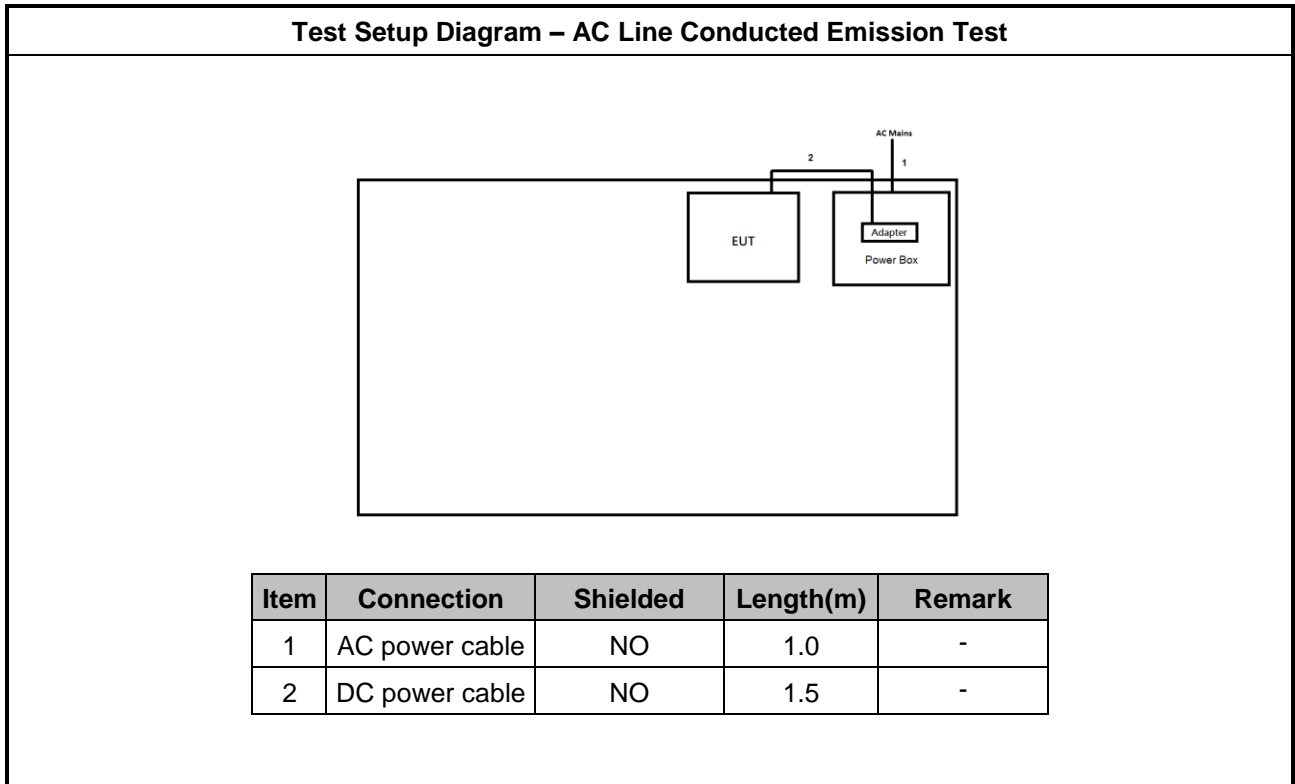 Test Setup Diagram – AC Line Conducted Emission Test
AC Mains
2
1
EUT
Adapter
Power Box
Item Connection Shielded Length(m) Remark
1 AC power cable NO 1.0 -
2 DC power cable NO 1.5 -